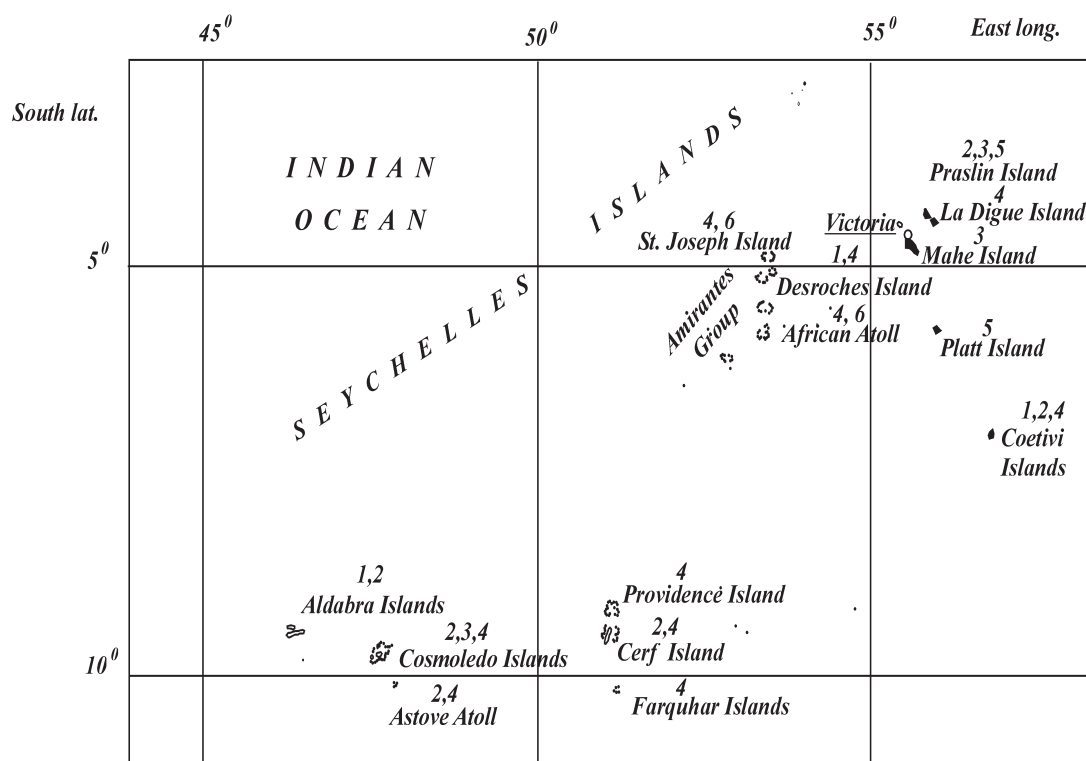 45⁰ 50⁰ 55⁰ East long.
South lat.
INDIAN
OCEAN
SEYCHELLES ISLANDS
2,3,5
Praslin Island
4
La Digue Island
Victoria
3
Mahe Island
4, 6
St. Joseph Island
5⁰
1,4
Desroches Island
Amirantes
Group
4, 6
African Atoll
5
Platt Island
1,2,4
Coetivi
Islands
1,2
Aldabra Islands
4
Providence Island
2,3,4
Cosmoledo Islands
2,4
Cerf Island
10⁰
2,4
Astove Atoll
4
Farquhar Islands